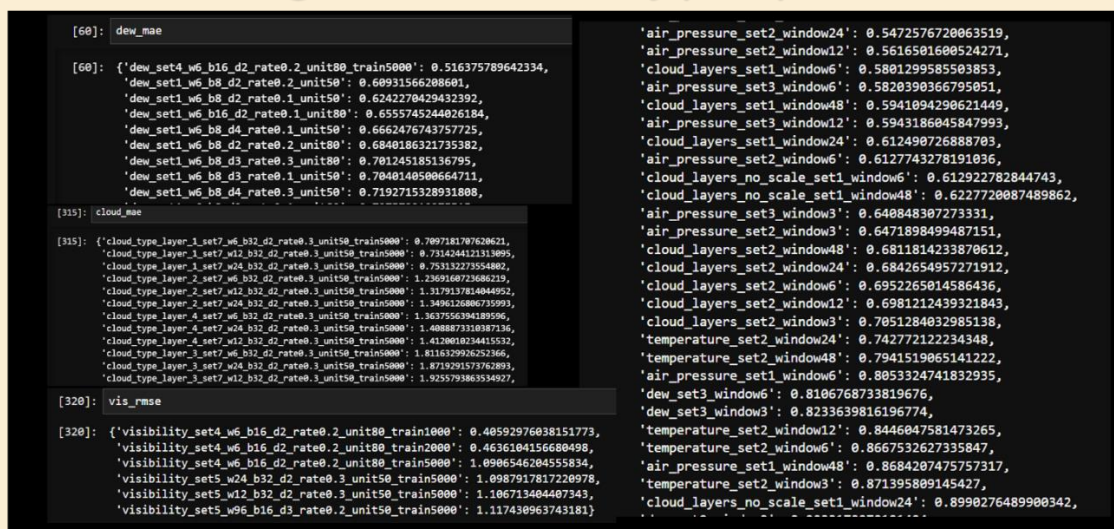 [60]: dew_mae
[60]: {'dew_set4_w6_b16_d2_rate0.2_unit80_train5000': 0.516375789642334,
'dew_set1_w6_b8_d2_rate0.2_unit50': 0.60931566208601,
'dew_set1_w6_b8_d2_rate0.1_unit50': 0.6242270429432392,
'dew_set1_w6_b16_d2_rate0.1_unit80': 0.6555745244026184,
'dew_set1_w6_b8_d4_rate0.1_unit50': 0.6662476743757725,
'dew_set1_w6_b8_d2_rate0.2_unit80': 0.6840186321735382,
'dew_set1_w6_b8_d3_rate0.3_unit80': 0.701245185136795,
'dew_set1_w6_b8_d3_rate0.1_unit80': 0.7040140500664711,
'dew_set1_w6_b8_d4_rate0.3_unit50': 0.7192715328931808,
[315]: cloud_mae
[315]: {'cloud_type_layer_1_set7_w6_b32_d2_rate0.3_unit50_train5000': 0.7097181707620621,
'cloud_type_layer_1_set7_w12_b32_d2_rate0.3_unit50_train5000': 0.7314244121313095,
'cloud_type_layer_1_set7_w24_b32_d2_rate0.3_unit50_train5000': 0.753132273554802,
'cloud_type_layer_2_set7_w6_b32_d2_rate0.3_unit50_train5000': 1.2369160723686219,
'cloud_type_layer_2_set7_w12_b32_d2_rate0.3_unit50_train5000': 1.3179137814044952,
'cloud_type_layer_2_set7_w24_b32_d2_rate0.3_unit50_train5000': 1.3496126806735993,
'cloud_type_layer_4_set7_w6_b32_d2_rate0.3_unit50_train5000': 1.3637556394189596,
'cloud_type_layer_4_set7_w24_b32_d2_rate0.3_unit50_train5000': 1.4088873310387136,
'cloud_type_layer_4_set7_w12_b32_d2_rate0.3_unit50_train5000': 1.4120010234415532,
'cloud_type_layer_3_set7_w6_b32_d2_rate0.3_unit50_train5000': 1.8116329926252366,
'cloud_type_layer_3_set7_w24_b32_d2_rate0.3_unit50_train5000': 1.8719291573762893,
'cloud_type_layer_3_set7_w12_b32_d2_rate0.3_unit50_train5000': 1.9255793863534927,
[320]: vis_rmse
[320]: {'visibility_set4_w6_b16_d2_rate0.2_unit80_train1000': 0.40592976038151773,
'visibility_set4_w6_b16_d2_rate0.2_unit80_train2000': 0.4636104156680498,
'visibility_set4_w6_b16_d2_rate0.2_unit80_train5000': 1.0906546204555834,
'visibility_set5_w24_b32_d2_rate0.3_unit50_train5000': 1.0987917817220978,
'visibility_set5_w12_b32_d2_rate0.3_unit50_train5000': 1.106713404407343,
'visibility_set5_w96_b16_d3_rate0.2_unit50_train5000': 1.117430963743181}
'air_pressure_set2_window24': 0.5472576720063519,
'air_pressure_set2_window12': 0.5616501600524271,
'cloud_layers_set1_window6': 0.5801299585503853,
'air_pressure_set3_window6': 0.5820390366795051,
'cloud_layers_set1_window48': 0.5941094290621449,
'air_pressure_set3_window12': 0.5943186045847993,
'cloud_layers_set1_window24': 0.612490726888703,
'air_pressure_set2_window6': 0.6127743278191036,
'cloud_layers_no_scale_set1_window6': 0.612922782844743,
'cloud_layers_no_scale_set1_window48': 0.6227720087489862,
'air_pressure_set3_window3': 0.640848307273331,
'air_pressure_set2_window3': 0.6471898499487151,
'cloud_layers_set2_window48': 0.6811814233870612,
'cloud_layers_set2_window24': 0.6842654957271912,
'cloud_layers_set2_window6': 0.6952265014586436,
'cloud_layers_set2_window12': 0.6981212439321843,
'cloud_layers_set2_window3': 0.7051284032985138,
'temperature_set2_window24': 0.742772122234348,
'temperature_set2_window48': 0.7941519065141222,
'air_pressure_set1_window6': 0.8053324741832935,
'dew_set3_window6': 0.8106768733819676,
'dew_set3_window3': 0.8233639816196774,
'temperature_set2_window12': 0.8446047581473265,
'temperature_set2_window6': 0.8667532627335847,
'air_pressure_set1_window48': 0.8684207475757317,
'temperature_set2_window3': 0.871395809145427,
'cloud_layers_no_scale_set1_window24': 0.8990276489900342,